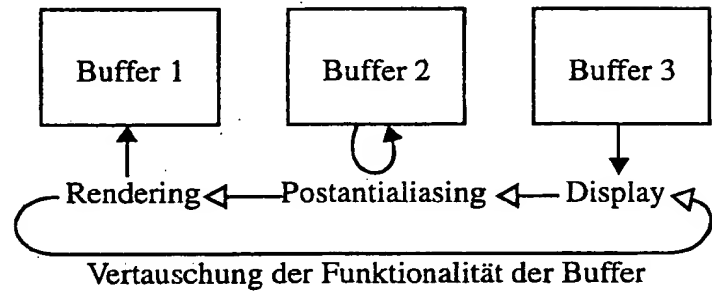 Buffer 1 Buffer 2 Buffer 3
Rendering Postantialiasing Display
Vertauschung der Funktionalität der Buffer